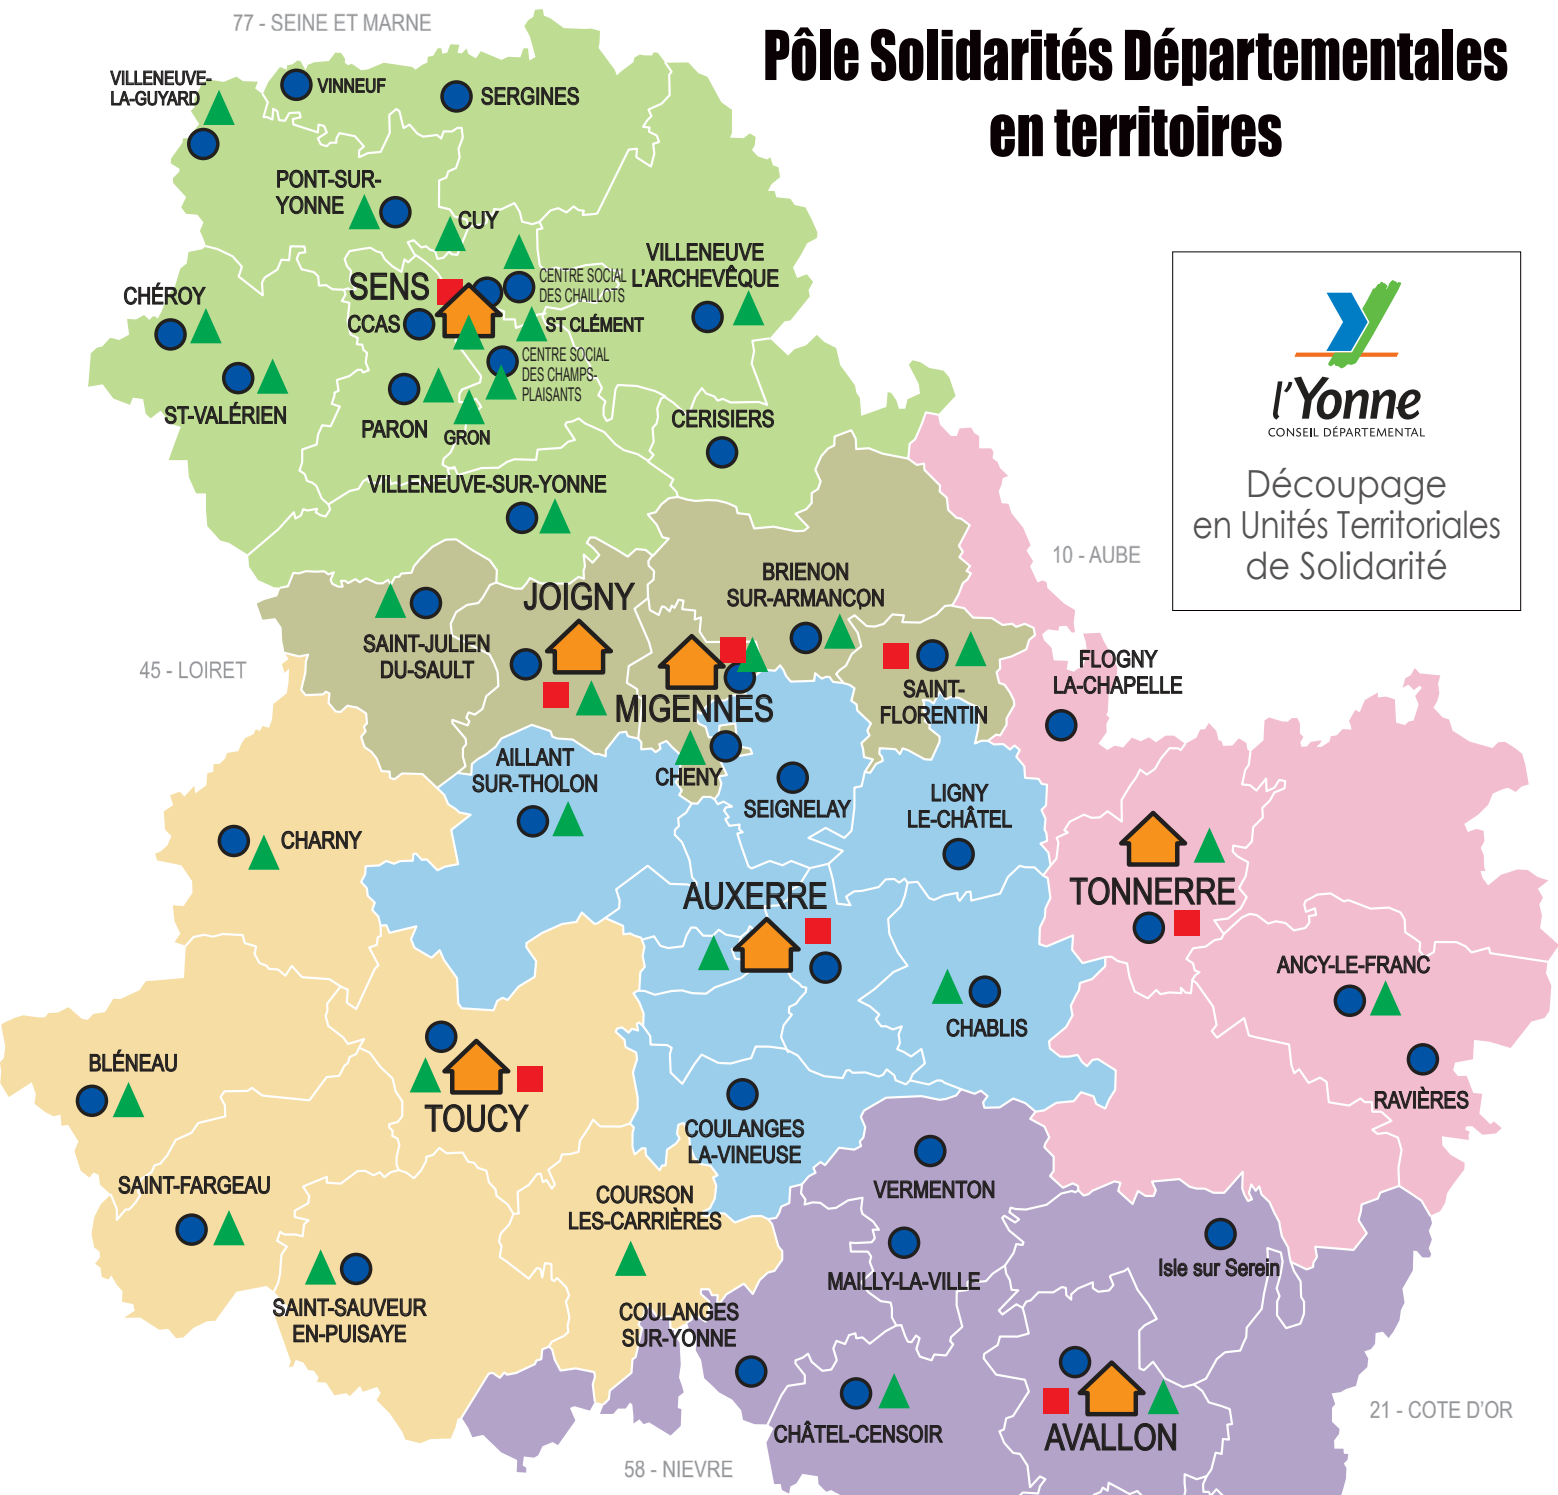 Pôle Solidarités Départementales
en territoires
77 - SEINE ET MARNE
VILLENEUVE-
LA-GUYARD
VINNEUF
SERGINES
PONT-SUR-
YONNE
CUY
VILLENEUVE
L'ARCHEVÊQUE
CHÉROY
SENS
CENTRE SOCIAL
DES CHAILLOTS
CCAS
ST CLÉMENT
CENTRE SOCIAL
DES CHAMPS-
PLAISANTS
ST-VALÉRIEN
PARON
GRON
CERISIERS
VILLENEUVE-SUR-YONNE
l'Yonne
CONSEIL DÉPARTEMENTAL
Découpage
en Unités Territoriales
de Solidarité
10 - AUBE
BRIENON
SUR-ARMANÇON
JOIGNY
SAINT-JULIEN
DU-SAULT
45 - LOIRET
FLOGNY
LA-CHAPELLE
SAINT-
FLORENTIN
MIGENNES
AILLANT
SUR-THOLON
CHENY
SEIGNELAY
LIGNY
LE-CHÂTEL
CHARNY
AUXERRE
TONNERRE
ANCY-LE-FRANC
CHABLIS
BLÉNEAU
TOUCY
RAVIÈRES
COULANGES
LA-VINEUSE
SAINT-FARGEAU
COURSON
LES-CARRIÈRES
VERMENTON
MAILLY-LA-VILLE
Isle sur Serein
SAINT-SAUVEUR
EN-PUISAYE
COULANGES
SUR-YONNE
CHÂTEL-CENSOIR
AVALLON
21 - COTE D'OR
58 - NIEVRE